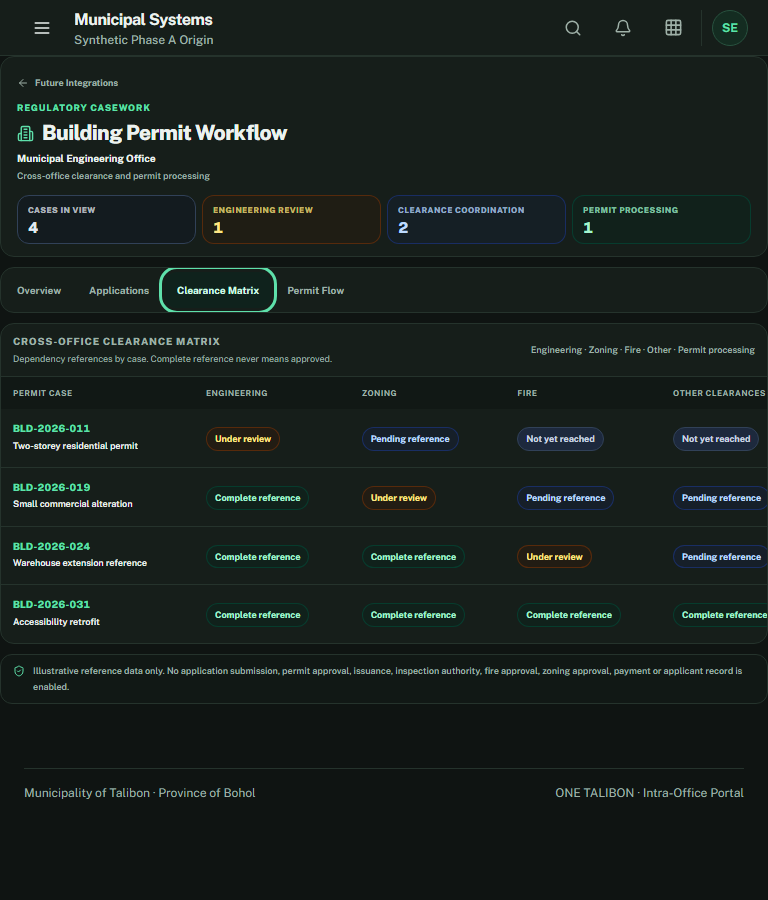 Municipal Systems
Synthetic Phase A Origin
SE
Future Integrations
REGULATORY CASEWORK
Building Permit Workflow
Municipal Engineering Office
Cross-office clearance and permit processing
CASES IN VIEW
4
ENGINEERING REVIEW
1
CLEARANCE COORDINATION
2
PERMIT PROCESSING
1
Overview Applications Clearance Matrix Permit Flow
CROSS-OFFICE CLEARANCE MATRIX
Dependency references by case. Complete reference never means approved.
Engineering · Zoning · Fire · Other · Permit processing
PERMIT CASE ENGINEERING ZONING FIRE OTHER CLEARANCES
BLD-2026-011
Two-storey residential permit
Under review Pending reference Not yet reached Not yet reached
BLD-2026-019
Small commercial alteration
Complete reference Under review Pending reference Pending reference
BLD-2026-024
Warehouse extension reference
Complete reference Complete reference Under review Pending reference
BLD-2026-031
Accessibility retrofit
Complete reference Complete reference Complete reference Complete reference
Illustrative reference data only. No application submission, permit approval, issuance, inspection authority, fire approval, zoning approval, payment or applicant record is
enabled.
Municipality of Talibon · Province of Bohol
ONE TALIBON · Intra-Office Portal